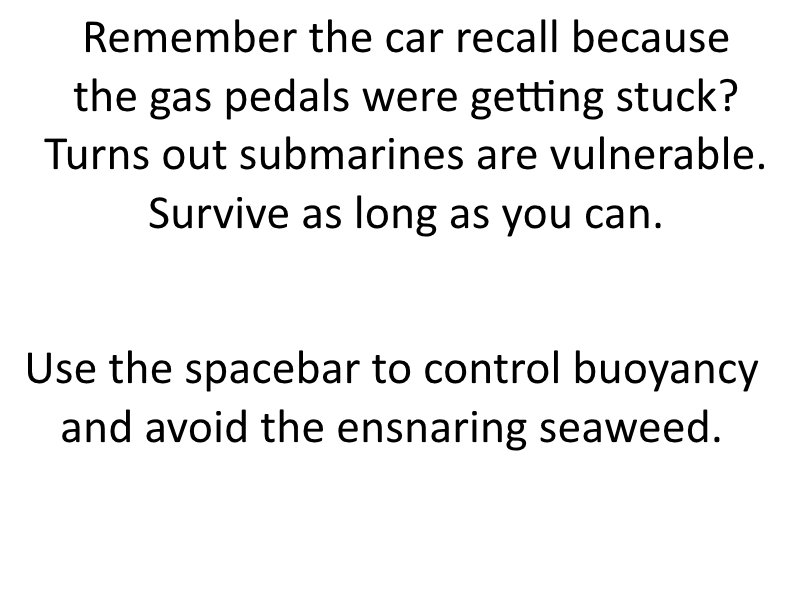 Remember the car recall because
the gas pedals were getting stuck?
Turns out submarines are vulnerable.
Survive as long as you can.
Use the spacebar to control buoyancy
and avoid the ensnaring seaweed.